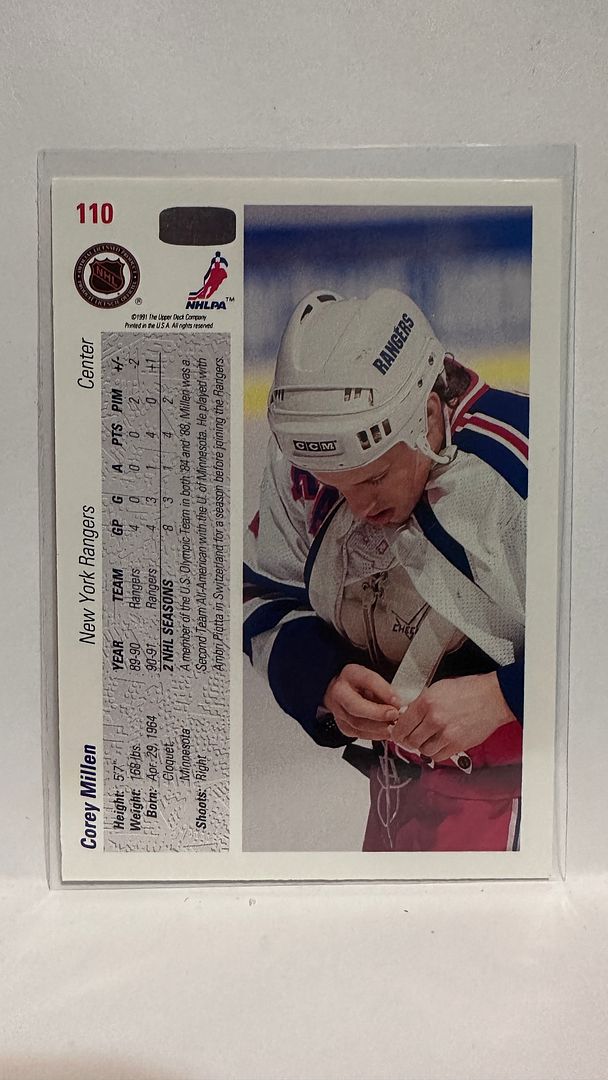 110
NHL
®
NHLPA™
©1991 The Upper Deck Company
Printed in the U.S.A. All rights reserved
Corey Millen New York Rangers Center
Height: 5'7"
Weight: 168 lbs.
Born: Apr. 29, 1964
Cloquet,
Minnesota
Shoots: Right
YEAR TEAM GP G A PTS PIM +/-
89-90 Rangers 4 0 0 0 2 -2
90-91 Rangers 4 3 1 4 0 +1
2 NHL SEASONS 8 3 1 4 2
A member of the U.S. Olympic Team in both '84 and '88, Millen was a
Second Team All-American with the U. of Minnesota. He played with
Ambri Piotta in Switzerland for a season before joining the Rangers.
RANGERS
CCM